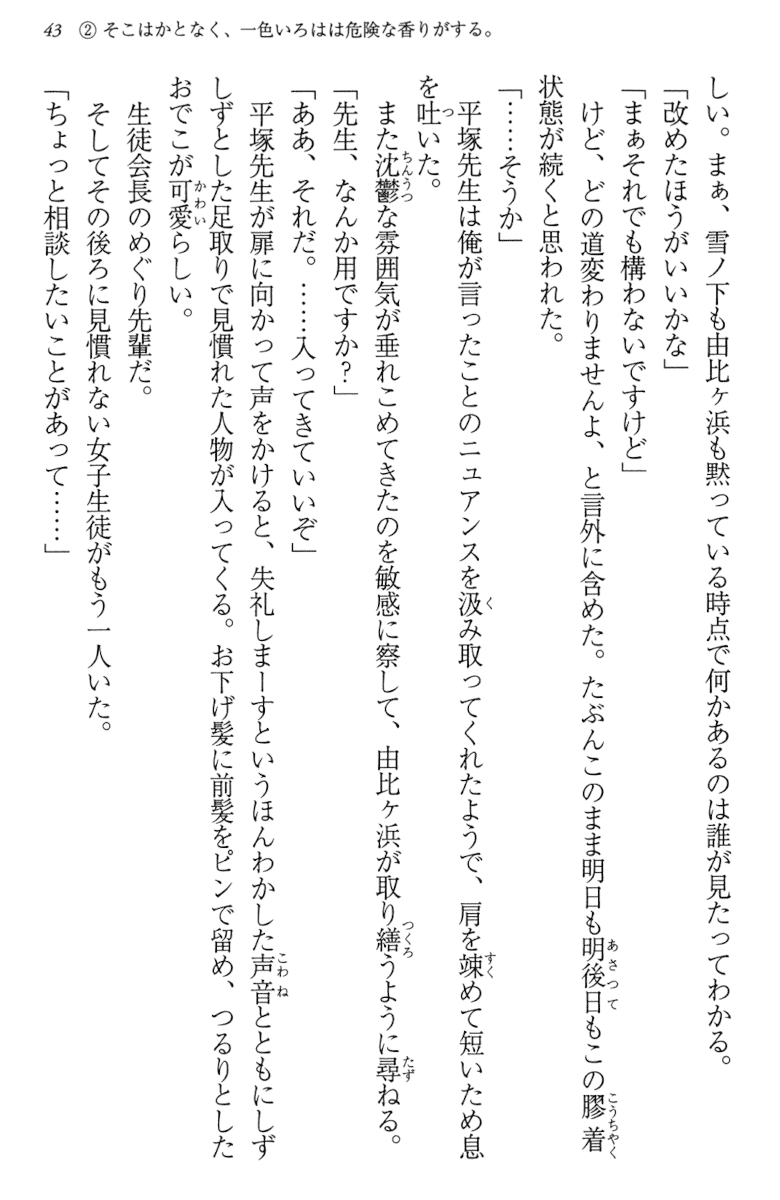 43 ② そこはかとなく、一色いろはは危険な香りがする。
しい。まぁ、雪ノ下も由比ヶ浜も黙っている時点で何かあるのは誰が見たってわかる。
「改めたほうがいいかな」
「まぁそれでも構わないですけど」
けど、どの道変わりませんよ、と言外に含めた。たぶんこのまま明日も明後日もこの膠着
状態が続くと思われた。
「……そうか」
平塚先生は俺が言ったことのニュアンスを汲み取ってくれたようで、肩を竦めて短いため息
を吐いた。
また沈鬱な雰囲気が垂れこめてきたのを敏感に察して、由比ヶ浜が取り繕うように尋ねる。
「先生、なんか用ですか？」
「ああ、それだ。……入ってきていいぞ」
平塚先生が扉に向かって声をかけると、失礼しまーすというほんわかした声音とともにしず
しずとした足取りで見慣れた人物が入ってくる。お下げ髪に前髪をピンで留め、つるりとした
おでこが可愛らしい。
生徒会長のめぐり先輩だ。
そしてその後ろに見慣れない女子生徒がもう一人いた。
「ちょっと相談したいことがあって……」